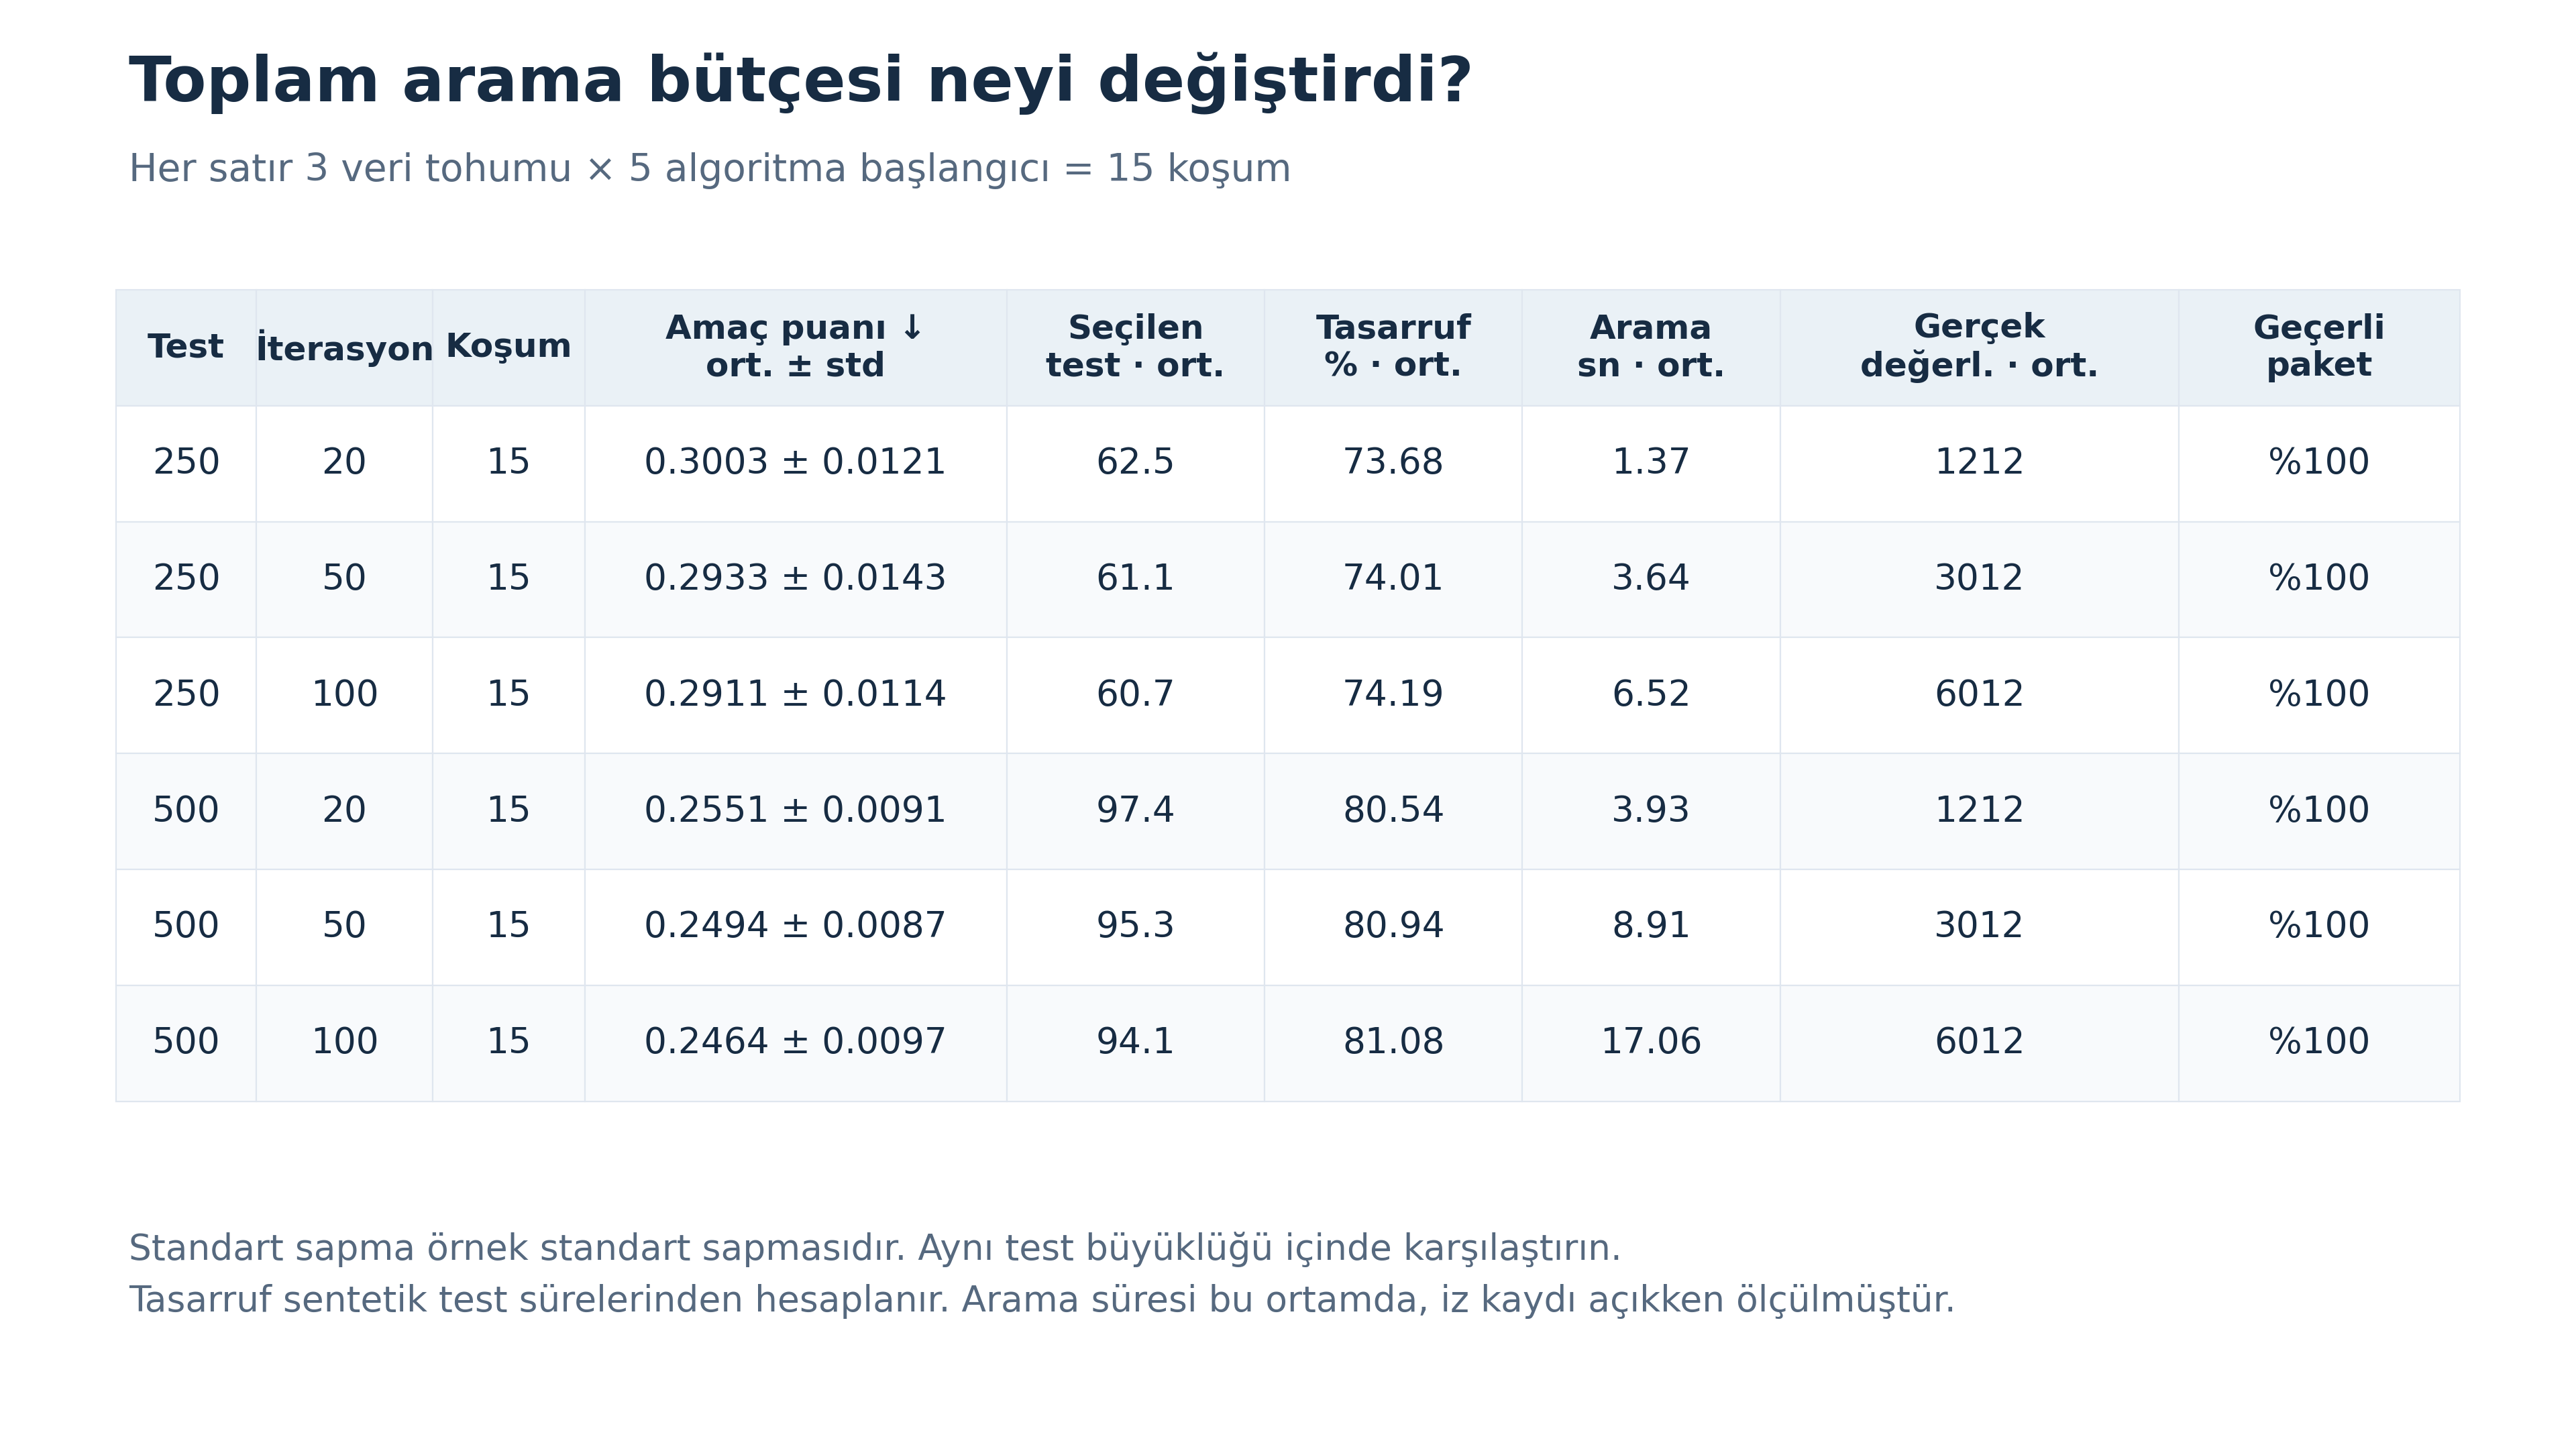 Toplam arama bütçesi neyi değiştirdi?
Her satır 3 veri tohumu × 5 algoritma başlangıcı = 15 koşum
Test İterasyon Koşum Amaç puanı ↓ ort. ± std Seçilen test · ort. Tasarruf % · ort. Arama sn · ort. Gerçek değerl. · ort. Geçerli paket
250 20 15 0.3003 ± 0.0121 62.5 73.68 1.37 1212 %100
250 50 15 0.2933 ± 0.0143 61.1 74.01 3.64 3012 %100
250 100 15 0.2911 ± 0.0114 60.7 74.19 6.52 6012 %100
500 20 15 0.2551 ± 0.0091 97.4 80.54 3.93 1212 %100
500 50 15 0.2494 ± 0.0087 95.3 80.94 8.91 3012 %100
500 100 15 0.2464 ± 0.0097 94.1 81.08 17.06 6012 %100
Standart sapma örnek standart sapmasıdır. Aynı test büyüklüğü içinde karşılaştırın.
Tasarruf sentetik test sürelerinden hesaplanır. Arama süresi bu ortamda, iz kaydı açıkken ölçülmüştür.